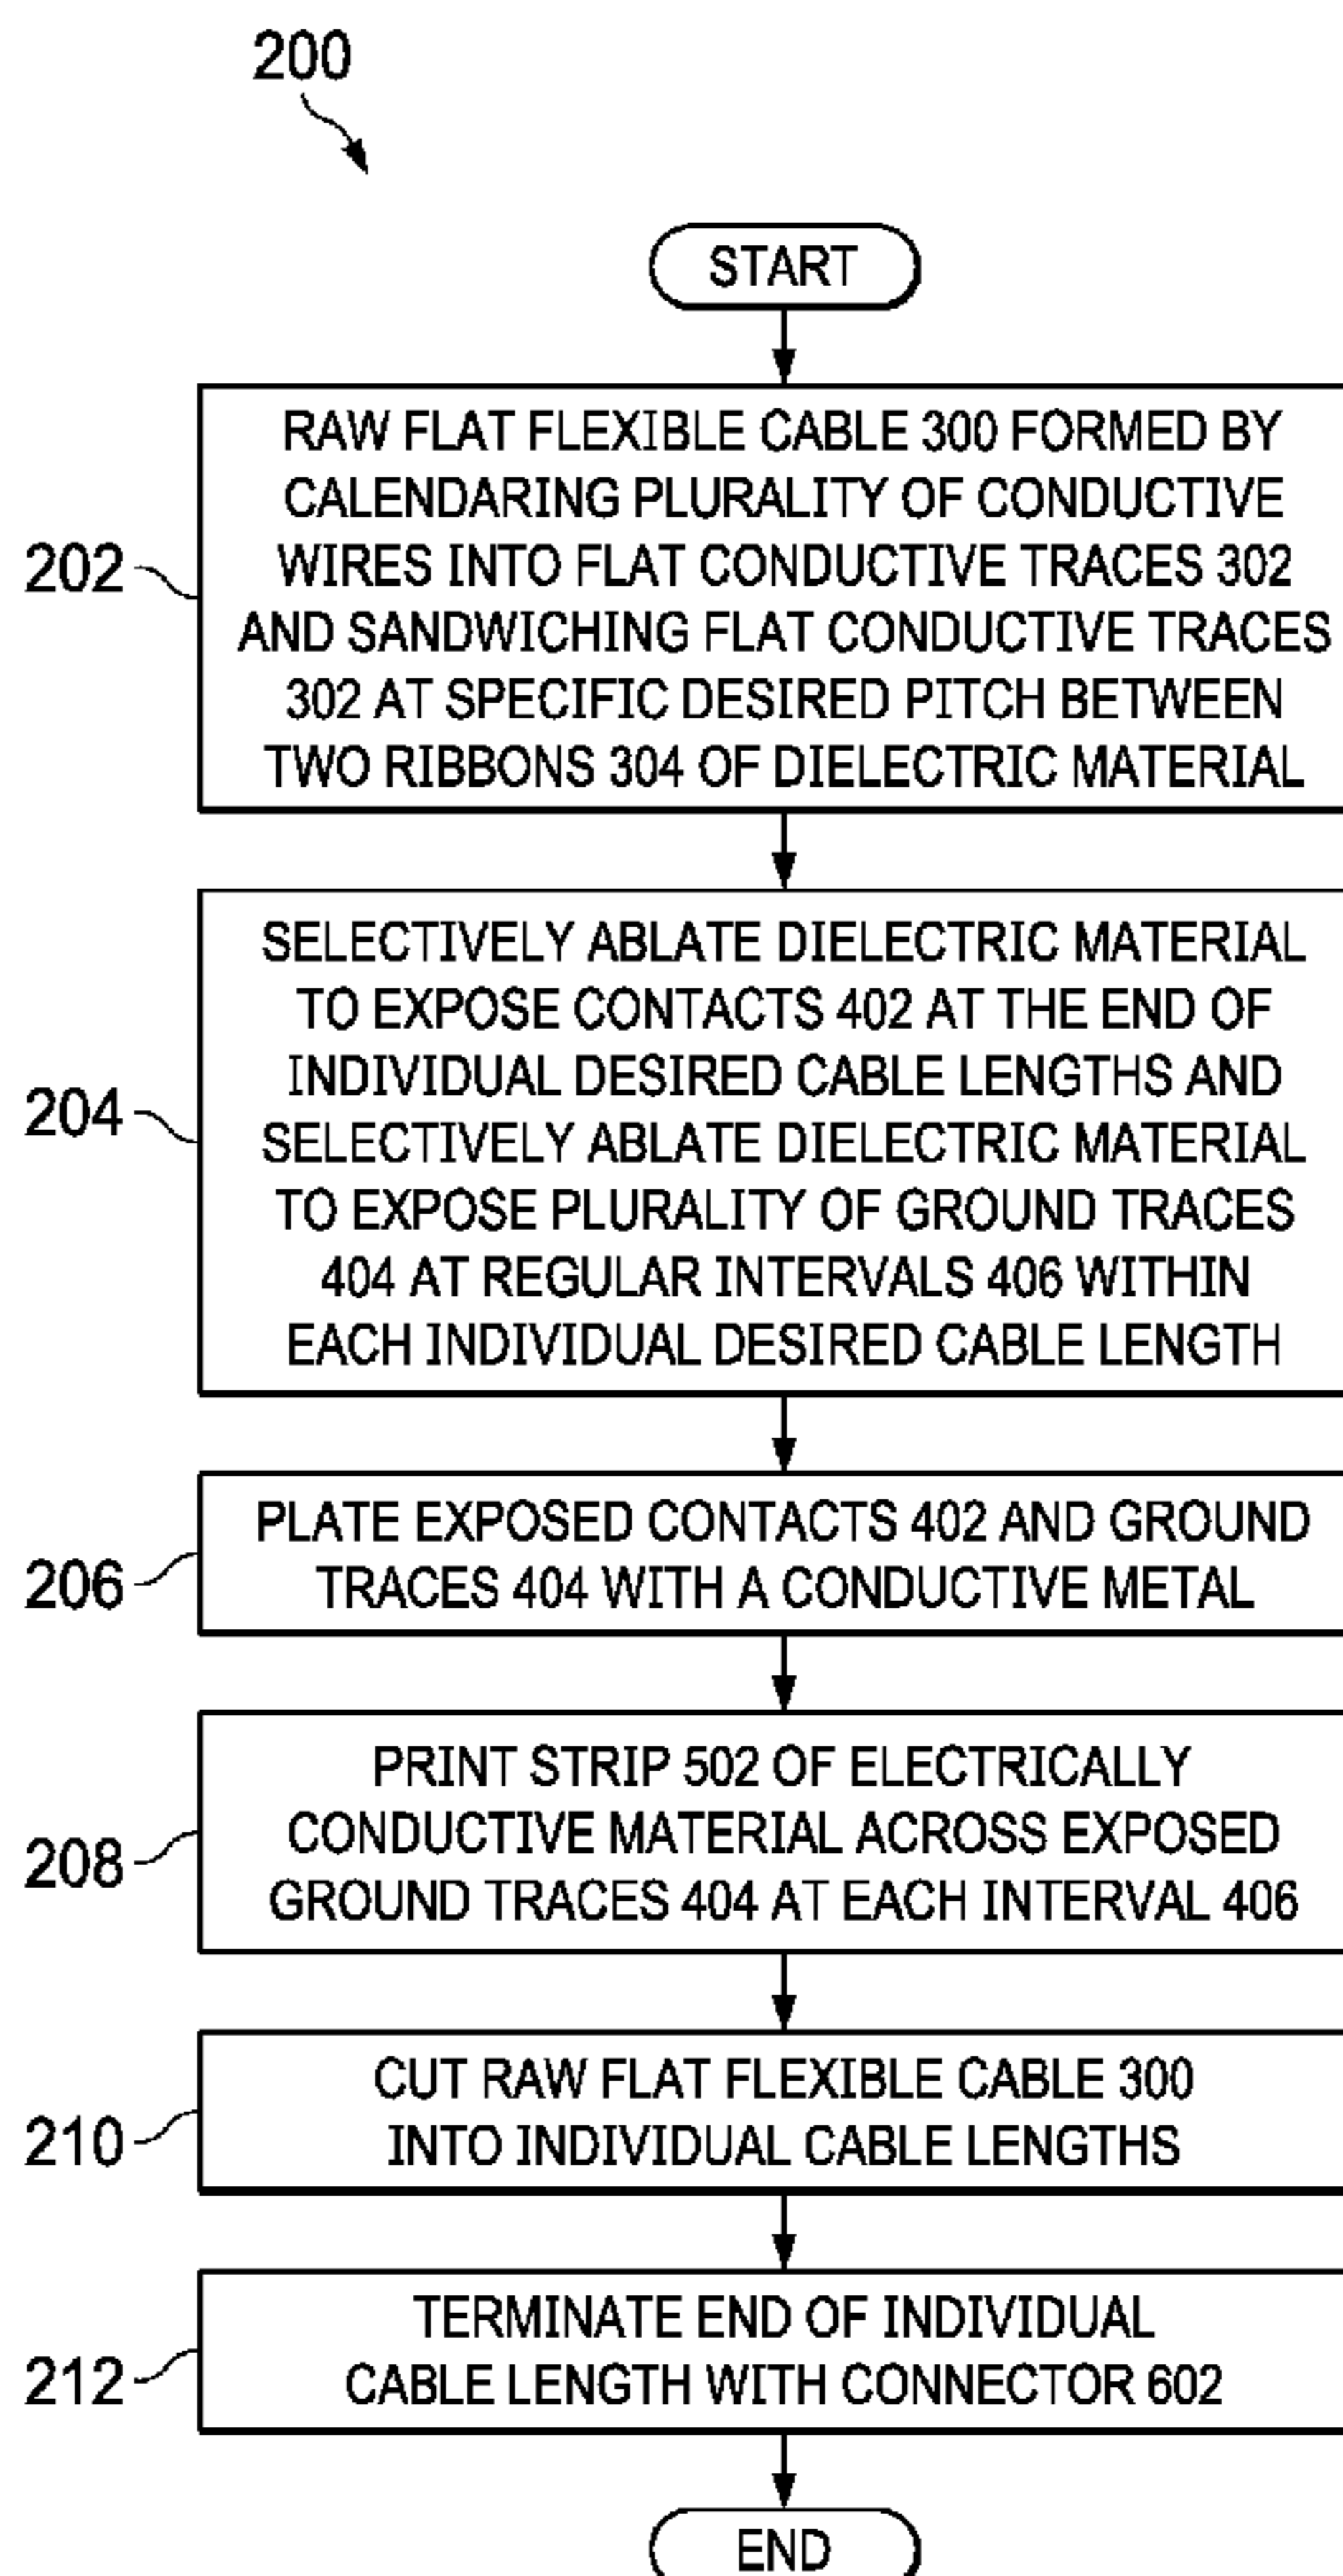 200
START
202
RAW FLAT FLEXIBLE CABLE 300 FORMED BY
CALENDARING PLURALITY OF CONDUCTIVE
WIRES INTO FLAT CONDUCTIVE TRACES 302
AND SANDWICHING FLAT CONDUCTIVE TRACES
302 AT SPECIFIC DESIRED PITCH BETWEEN
TWO RIBBONS 304 OF DIELECTRIC MATERIAL
204
SELECTIVELY ABLATE DIELECTRIC MATERIAL
TO EXPOSE CONTACTS 402 AT THE END OF
INDIVIDUAL DESIRED CABLE LENGTHS AND
SELECTIVELY ABLATE DIELECTRIC MATERIAL
TO EXPOSE PLURALITY OF GROUND TRACES
404 AT REGULAR INTERVALS 406 WITHIN
EACH INDIVIDUAL DESIRED CABLE LENGTH
206
PLATE EXPOSED CONTACTS 402 AND GROUND
TRACES 404 WITH A CONDUCTIVE METAL
208
PRINT STRIP 502 OF ELECTRICALLY
CONDUCTIVE MATERIAL ACROSS EXPOSED
GROUND TRACES 404 AT EACH INTERVAL 406
210
CUT RAW FLAT FLEXIBLE CABLE 300
INTO INDIVIDUAL CABLE LENGTHS
212
TERMINATE END OF INDIVIDUAL
CABLE LENGTH WITH CONNECTOR 602
END